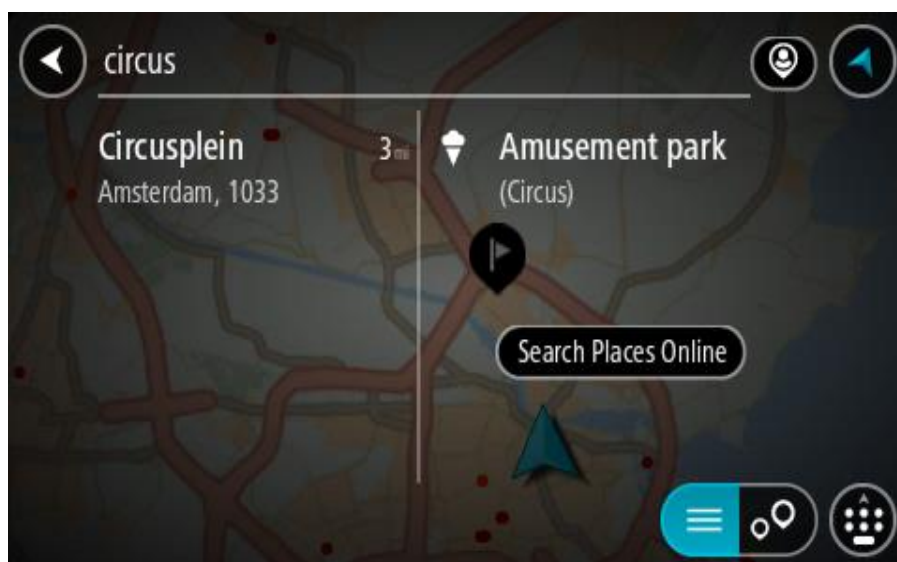 circus
Circusplein 3 mi
Amsterdam, 1033
Amusement park
(Circus)
Search Places Online